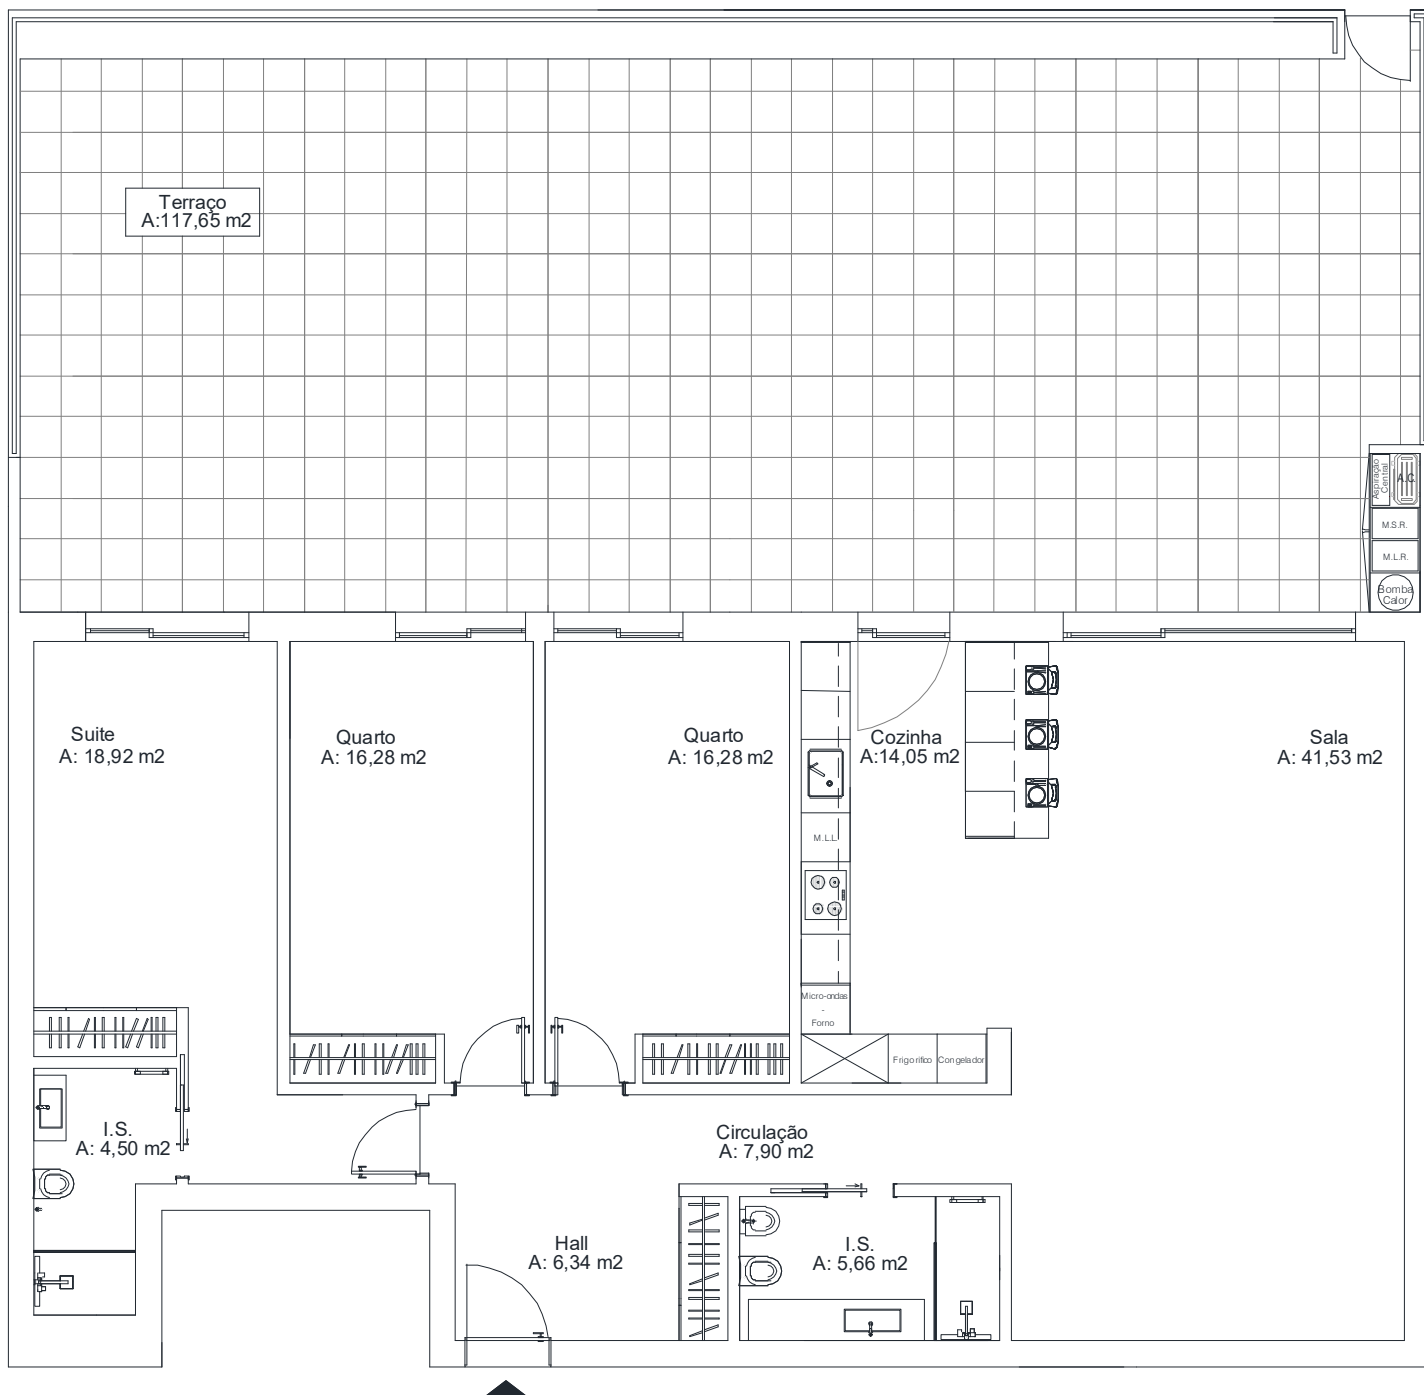 Terraço
A:117,65 m2
Aspiração
Central
A.C.
M.S.R.
M.L.R.
Bomba
Calor
Suite
A: 18,92 m2
Quarto
A: 16,28 m2
Quarto
A: 16,28 m2
Cozinha
A:14,05 m2
Sala
A: 41,53 m2
M.L.L
Micro-ondas
-
Forno
Frigorifico
Congelador
I.S.
A: 4,50 m2
Circulação
A: 7,90 m2
Hall
A: 6,34 m2
I.S.
A: 5,66 m2